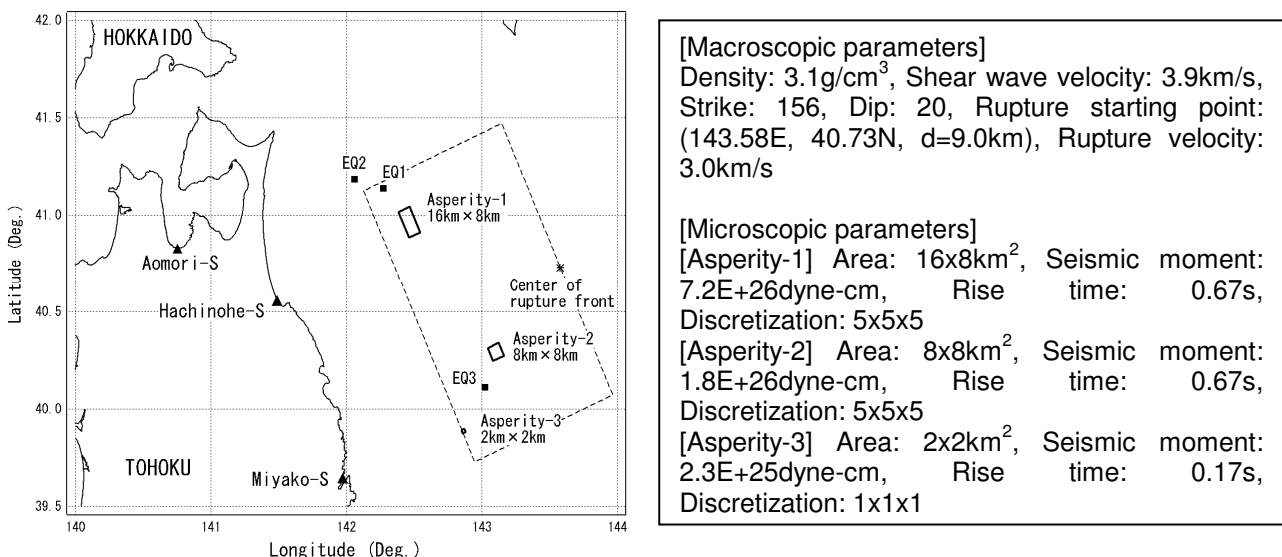 42.0
41.5
41.0
40.5
40.0
39.5
140
141
142
143
144
Latitude (Deg.)
Longitude (Deg.)
HOKKAIDO
EQ2
EQ1
Asperity-1
16km×8km
Aomori-S
Center of
rupture front
Hachinohe-S
Asperity-2
8km×8km
EQ3
Asperity-3
2km×2km
TOHOKU
Miyako-S
[Macroscopic parameters]
Density: 3.1g/cm³, Shear wave velocity: 3.9km/s,
Strike: 156, Dip: 20, Rupture starting point:
(143.58E, 40.73N, d=9.0km), Rupture velocity:
3.0km/s
[Microscopic parameters]
[Asperity-1] Area: 16x8km², Seismic moment:
7.2E+26dyne-cm, Rise time: 0.67s,
Discretization: 5x5x5
[Asperity-2] Area: 8x8km², Seismic moment:
1.8E+26dyne-cm, Rise time: 0.67s,
Discretization: 5x5x5
[Asperity-3] Area: 2x2km², Seismic moment:
2.3E+25dyne-cm, Rise time: 0.17s,
Discretization: 1x1x1